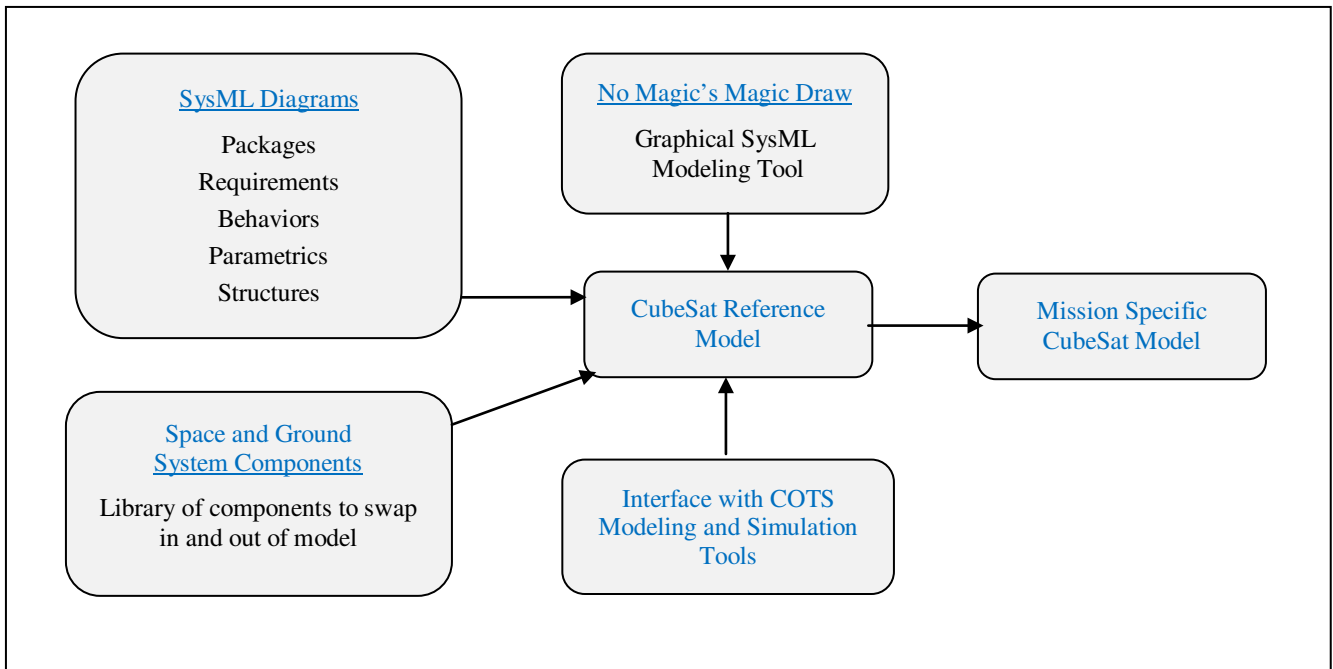 SysML Diagrams
Packages
Requirements
Behaviors
Parametrics
Structures
No Magic’s Magic Draw
Graphical SysML
Modeling Tool
CubeSat Reference
Model
Mission Specific
CubeSat Model
Space and Ground
System Components
Library of components to swap
in and out of model
Interface with COTS
Modeling and Simulation
Tools